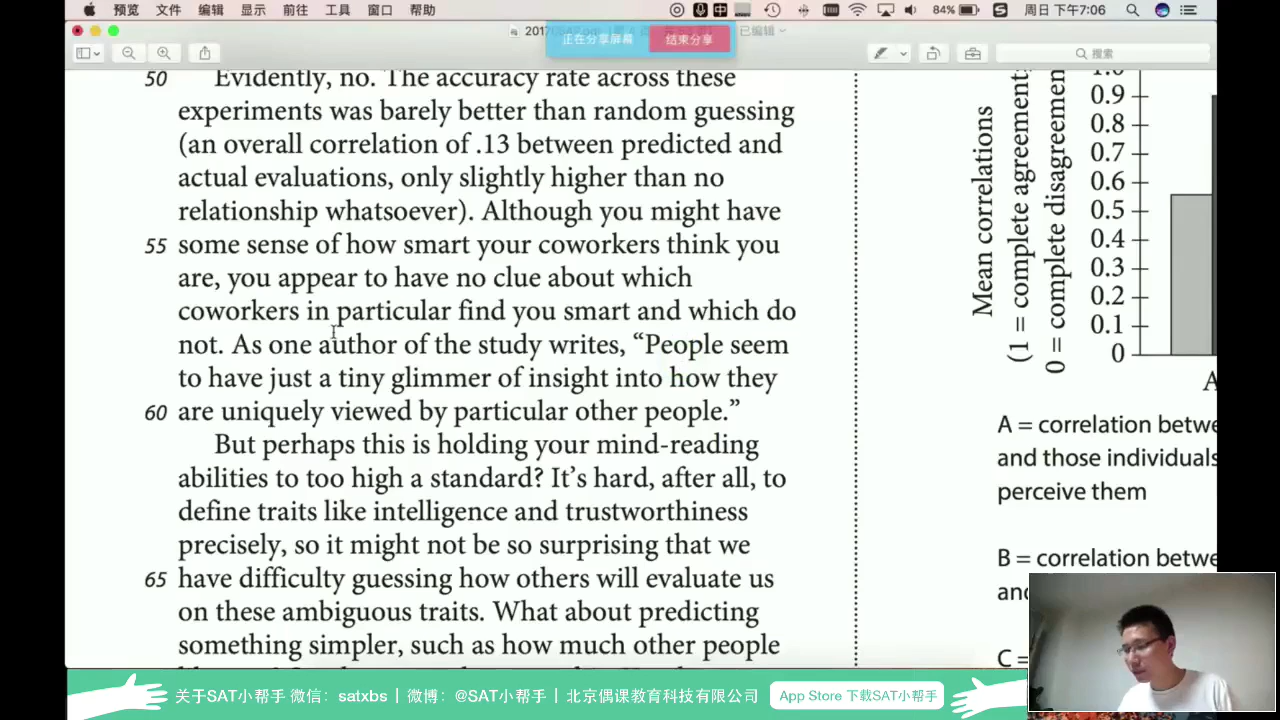 预览 文件 编辑 显示 前往 工具 窗口 帮助
中 84% S 周日 下午7:06
正在分享屏幕 结束分享 已编辑
搜索
50 Evidently, no. The accuracy rate across these
experiments was barely better than random guessing
(an overall correlation of .13 between predicted and
actual evaluations, only slightly higher than no
relationship whatsoever). Although you might have
55 some sense of how smart your coworkers think you
are, you appear to have no clue about which
coworkers in particular find you smart and which do
not. As one author of the study writes, “People seem
to have just a tiny glimmer of insight into how they
60 are uniquely viewed by particular other people.”
But perhaps this is holding your mind-reading
abilities to too high a standard? It’s hard, after all, to
define traits like intelligence and trustworthiness
precisely, so it might not be so surprising that we
65 have difficulty guessing how others will evaluate us
on these ambiguous traits. What about predicting
something simpler, such as how much other people
Mean correlations
(1 = complete agreement
0 = complete disagreemen
1.0
0.9
0.8
0.7
0.6
0.5
0.4
0.3
0.2
0.1
0
A
A = correlation betwe
and those individuals
perceive them
B = correlation betwe
and
C =
关于SAT小帮手 微信：satxbs | 微博：@SAT小帮手 | 北京偶课教育科技有限公司
App Store 下载SAT小帮手